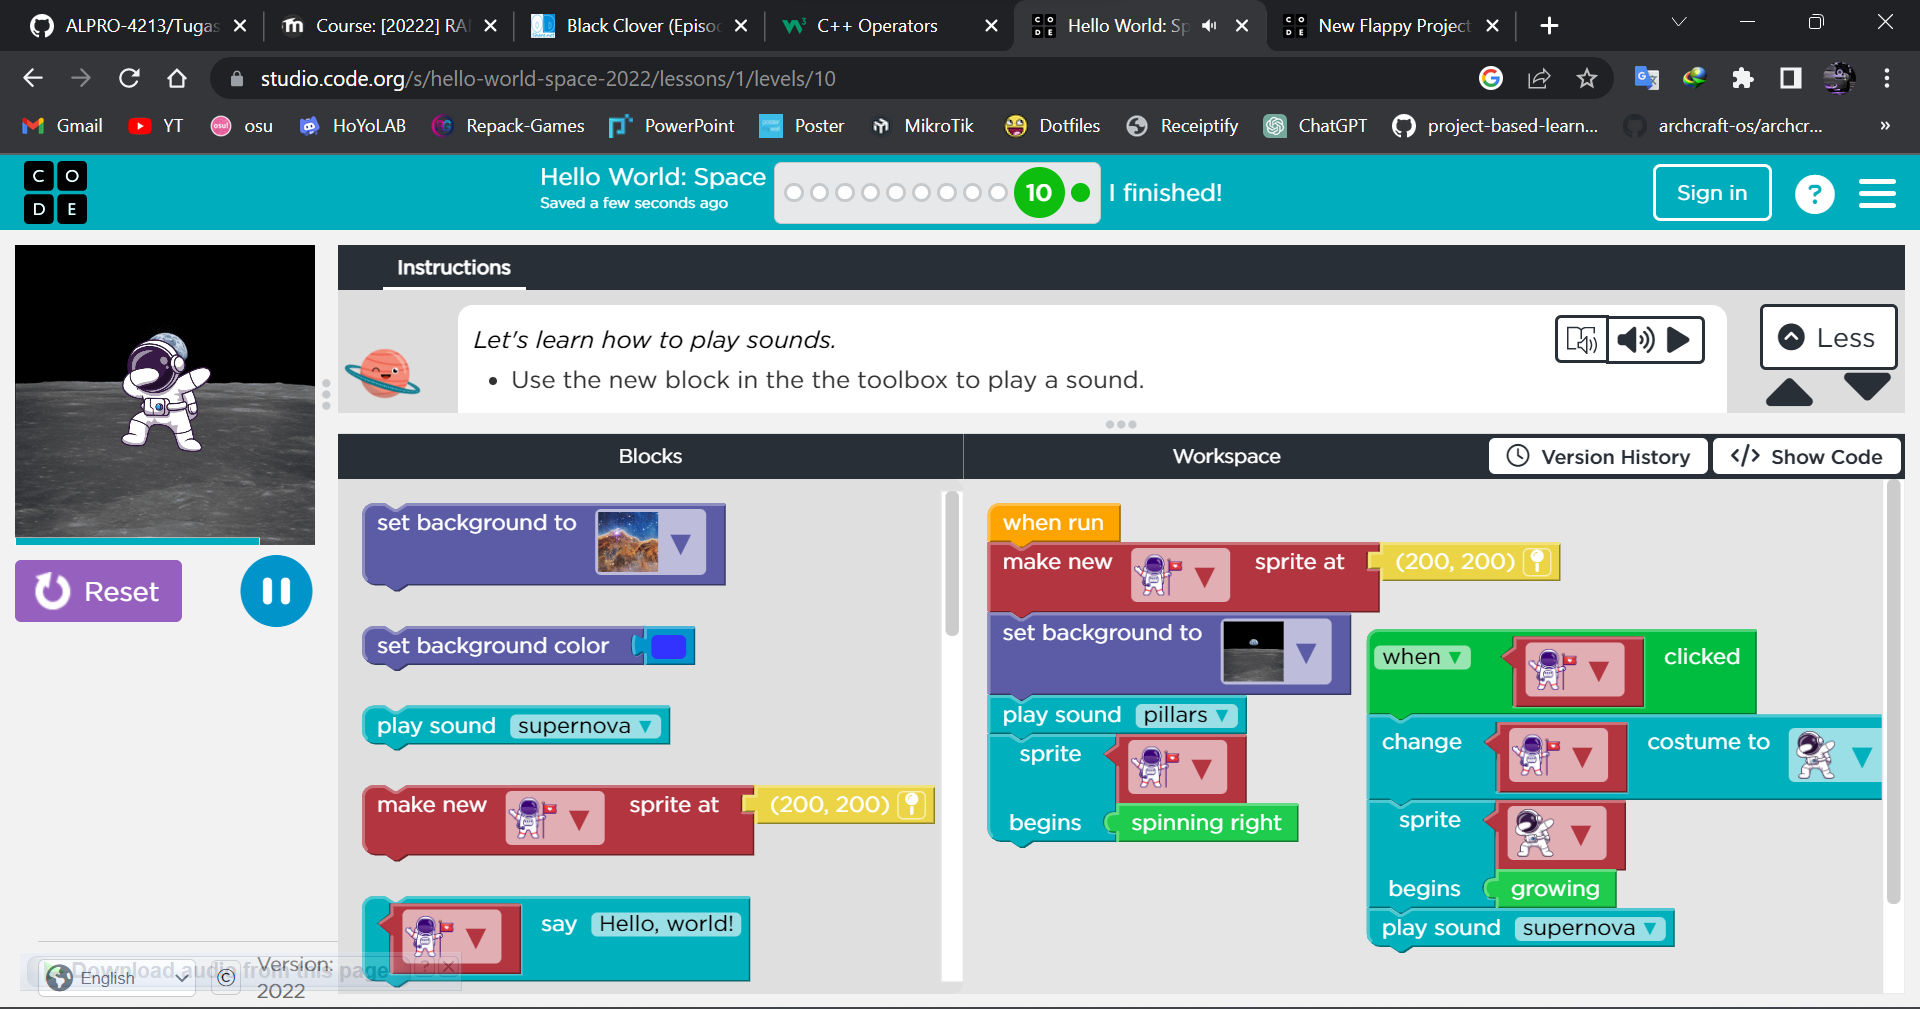 ALPRO-4213/Tugas
Course: [20222] RA
Black Clover (Episo
C++ Operators
Hello World: Sp
New Flappy Project
studio.code.org/s/hello-world-space-2022/lessons/1/levels/10
Gmail
YT
osu
HoYoLAB
Repack-Games
PowerPoint
Poster
MikroTik
Dotfiles
Receiptify
ChatGPT
project-based-learn...
archcraft-os/archcr...
»
C O
D E
Hello World: Space
Saved a few seconds ago
10
I finished!
Sign in
?
Instructions
Let's learn how to play sounds.
• Use the new block in the the toolbox to play a sound.
Less
Reset
Blocks
Workspace
Version History
</> Show Code
set background to
set background color
play sound supernova
make new sprite at (200, 200)
say Hello, world!
when run
make new sprite at (200, 200)
set background to
play sound pillars
sprite
begins spinning right
when clicked
change costume to
sprite
begins growing
play sound supernova
Download audio from this page
? X
English
©
Version:
2022